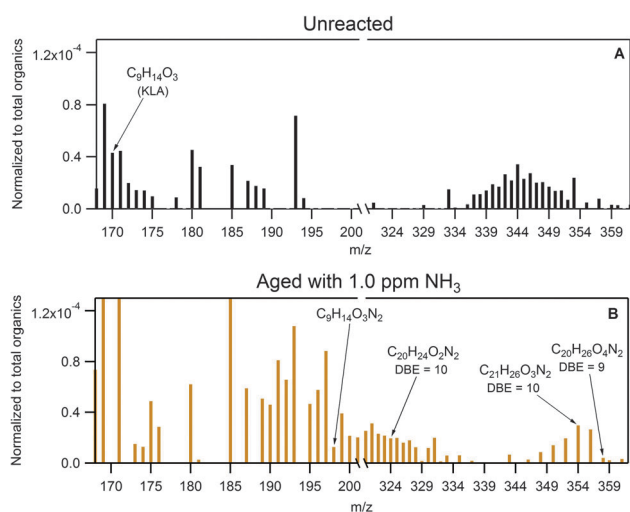 Unreacted
A
Normalized to total organics
1.2x10⁻⁴
0.8
0.4
0.0
C₉H₁₄O₃
(KLA)
170 175 180 185 190 195 200 324 329 334 339 344 349 354 359
m/z
Aged with 1.0 ppm NH₃
B
Normalized to total organics
1.2x10⁻⁴
0.8
0.4
0.0
C₉H₁₄O₃N₂
C₂₀H₂₄O₂N₂
DBE = 10
C₂₁H₂₆O₃N₂
DBE = 10
C₂₀H₂₆O₄N₂
DBE = 9
170 175 180 185 190 195 200 324 329 334 339 344 349 354 359
m/z